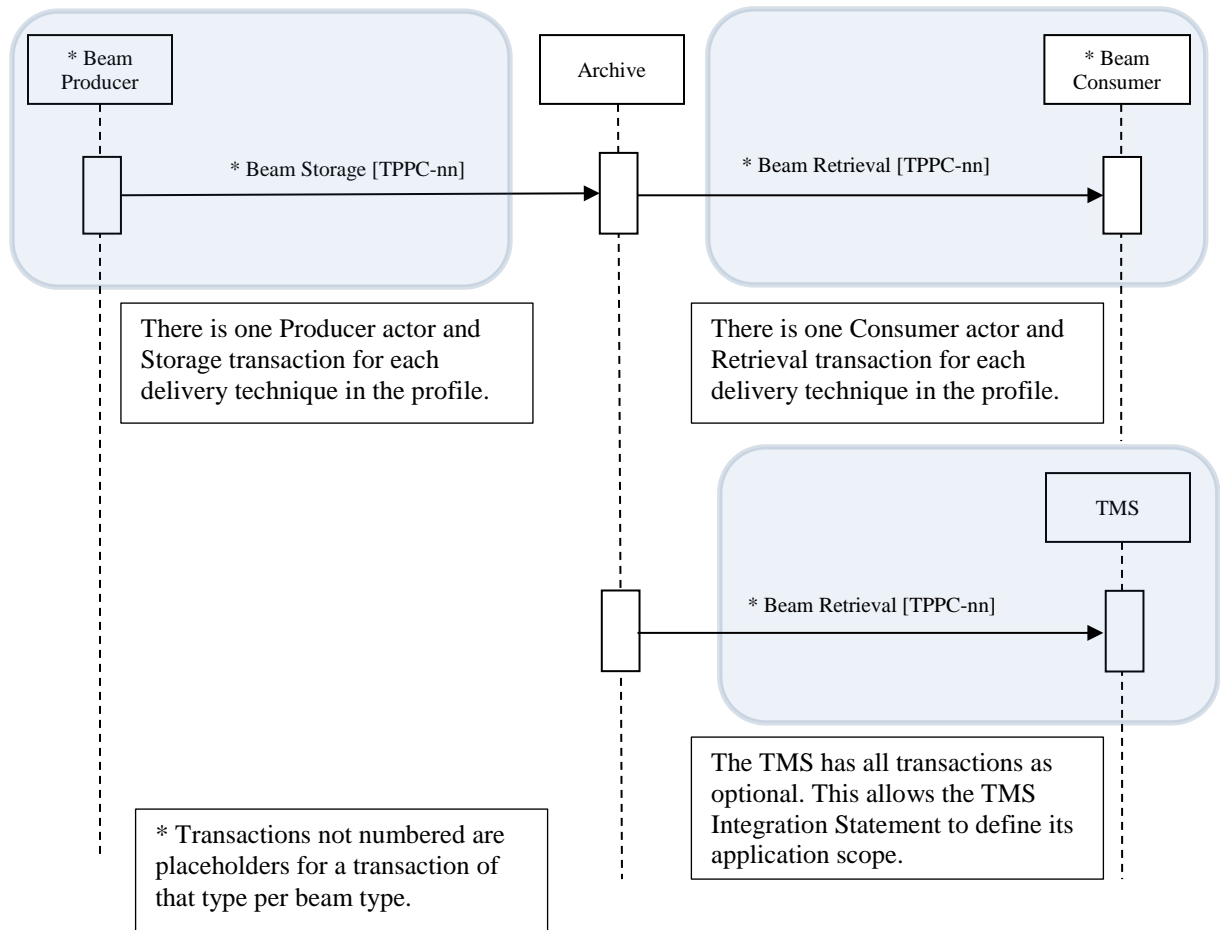 * Beam
Producer
Archive
* Beam
Consumer
* Beam Storage [TPPC-nn]
* Beam Retrieval [TPPC-nn]
There is one Producer actor and
Storage transaction for each
delivery technique in the profile.
There is one Consumer actor and
Retrieval transaction for each
delivery technique in the profile.
TMS
* Beam Retrieval [TPPC-nn]
The TMS has all transactions as
optional. This allows the TMS
Integration Statement to define its
application scope.
* Transactions not numbered are
placeholders for a transaction of
that type per beam type.